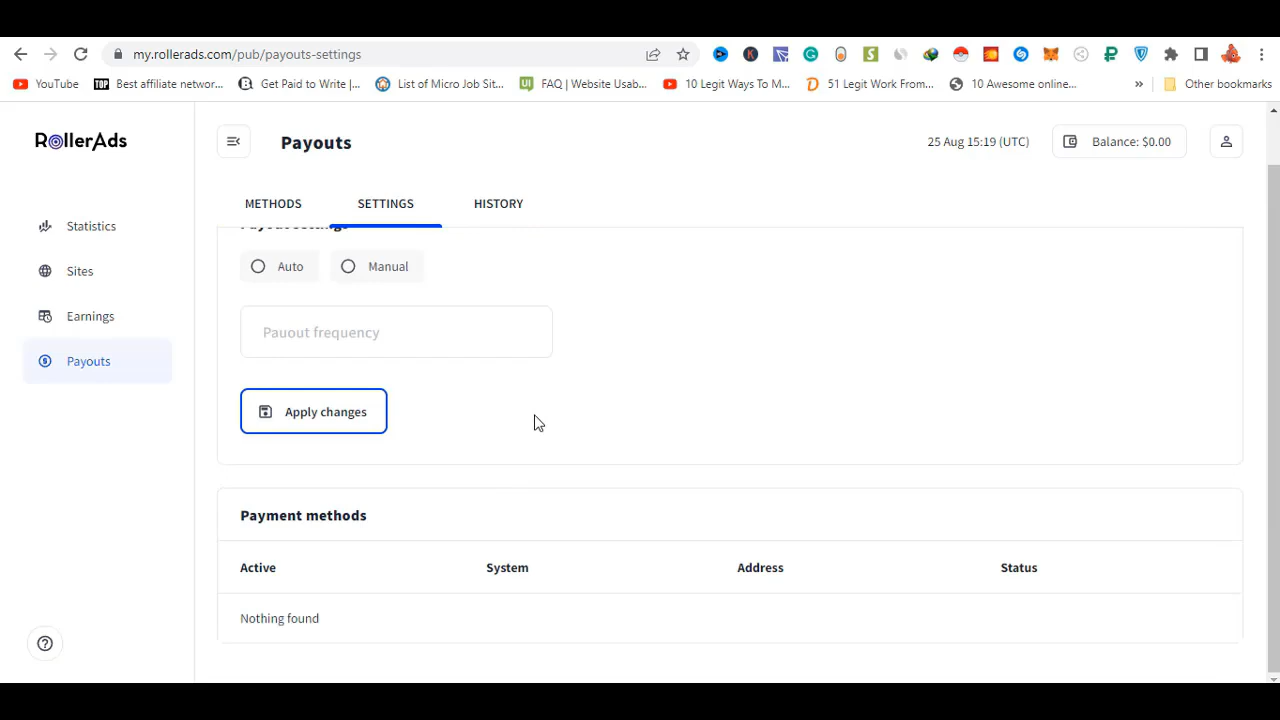 my.rollerads.com/pub/payouts-settings
YouTube
TOP Best affiliate networ...
Get Paid to Write |...
List of Micro Job Sit...
UI FAQ | Website Usab...
10 Legit Ways To M...
51 Legit Work From...
10 Awesome online...
»
Other bookmarks
RollerAds
Payouts
25 Aug 15:19 (UTC)
Balance: $0.00
METHODS
SETTINGS
HISTORY
Statistics
Sites
Earnings
Payouts
Payout settings
Auto
Manual
Pauout frequency
Apply changes
Payment methods
Active System Address Status
Nothing found